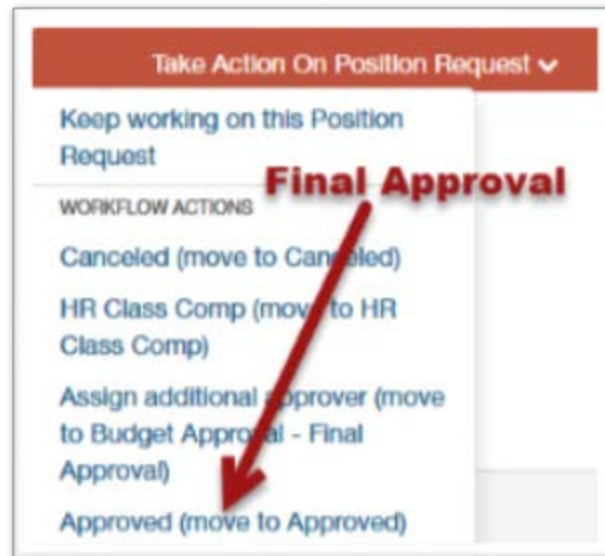 Take Action On Position Request
Keep working on this Position
Request
Final Approval
WORKFLOW ACTIONS
Canceled (move to Canceled)
HR Class Comp (move to HR
Class Comp)
Assign additional approver (move
to Budget Approval - Final
Approval)
Approved (move to Approved)